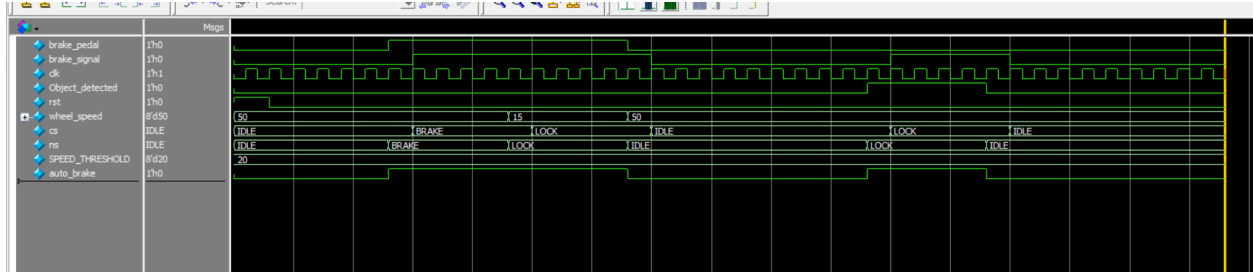 Msgs
brake_pedal 1'h0
brake_signal 1'h0
clk 1'h1
Object_detected 1'h0
rst 1'h0
wheel_speed 8'd50 50 15 50
cs IDLE IDLE BRAKE LOCK IDLE LOCK IDLE
ns IDLE IDLE BRAKE LOCK IDLE LOCK IDLE
SPEED_THRESHOLD 8'd20 20
auto_brake 1'h0